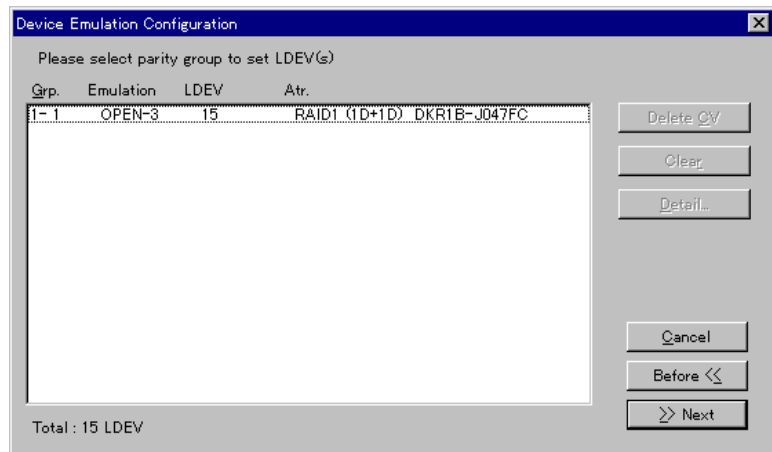 Device Emulation Configuration
Please select parity group to set LDEV(s)
Grp. Emulation LDEV Atr.
1- 1 OPEN-3 15 RAID1 (1D+1D) DKR1B-J047FC
Delete CV
Clear
Detail...
Cancel
Before <<
>> Next
Total : 15 LDEV